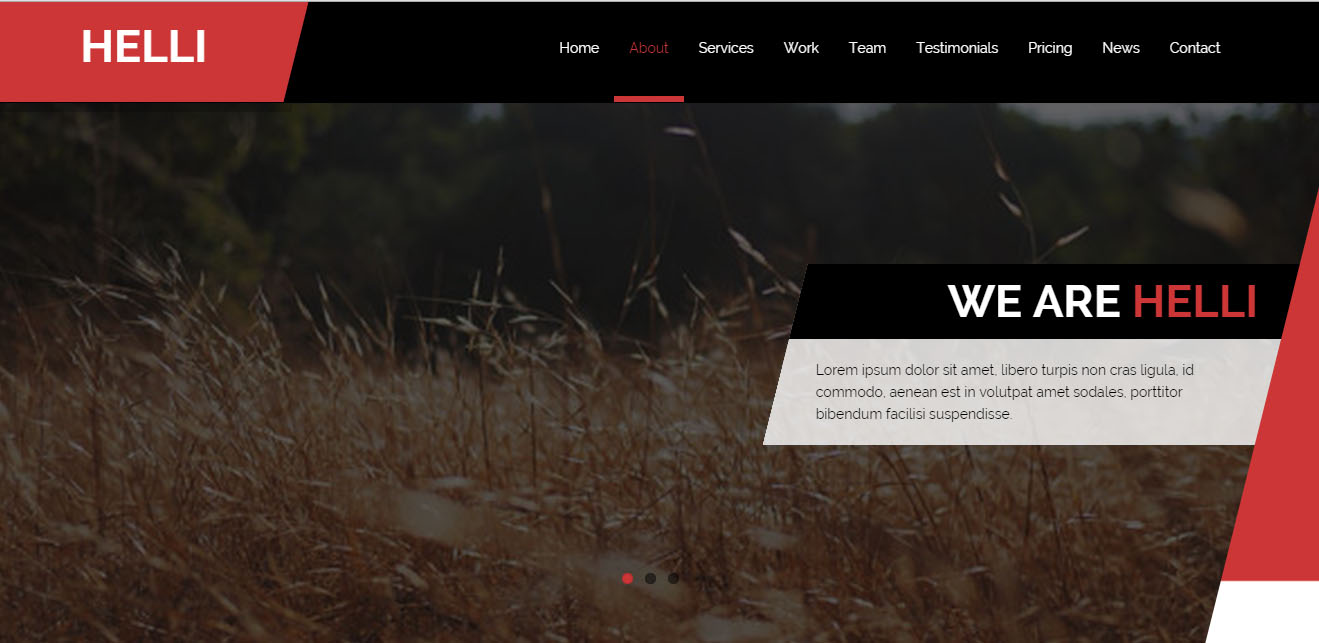 HELLI
Home About Services Work Team Testimonials Pricing News Contact
WE ARE HELLI
Lorem ipsum dolor sit amet, libero turpis non cras ligula, id
commodo, aenean est in volutpat amet sodales, porttitor
bibendum facilisi suspendisse.